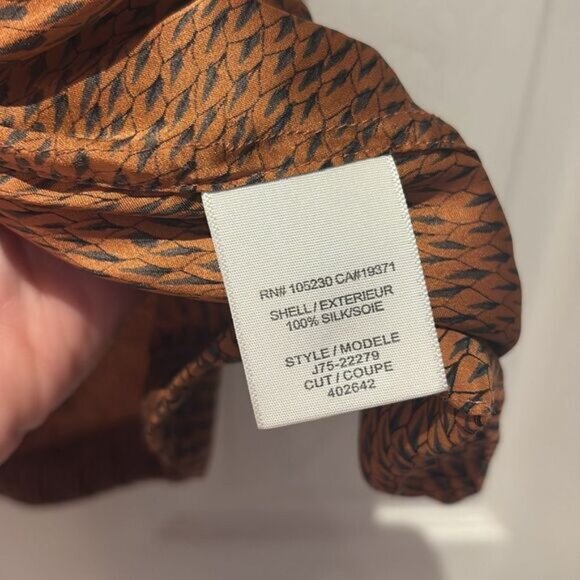 RN# 105230 CA#19371
SHELL / EXTERIEUR
100% SILK/SOIE
STYLE / MODELE
J75-22279
CUT / COUPE
402642